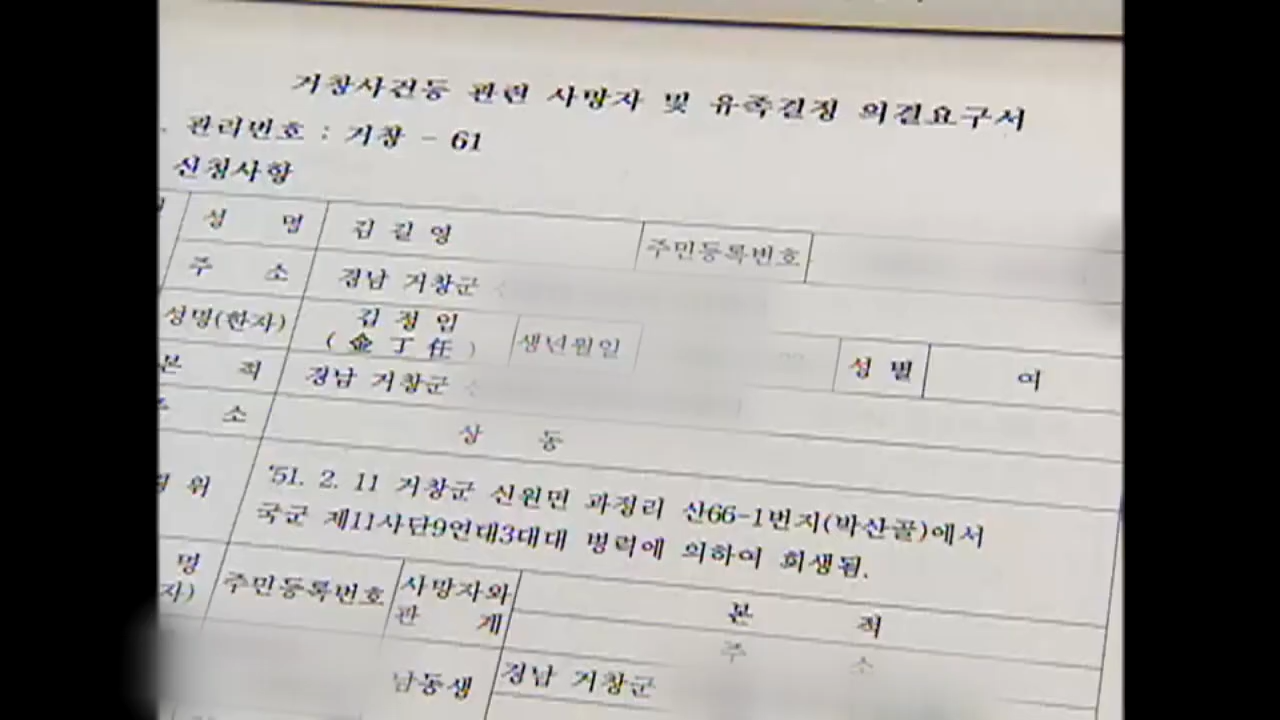 거창사건등 관련 사망자 및 유족결정 의결요구서
관리번호 : 거창 - 61
신청사항
성 명 김 길 영 주민등록번호
주 소 경남 거창군
성명(한자) 김 정 임 (金 丁 任) 생년월일 성 별 여
본 적 경남 거창군
주 소 상 동
경 위 '51. 2. 11 거창군 신원면 과정리 산66-1번지(박산골)에서
국군 제11사단9연대3대대 병력에 의하여 희생됨.
명 주민등록번호 사망자와 관 계 본 적
자) 주 소
남동생 경남 거창군